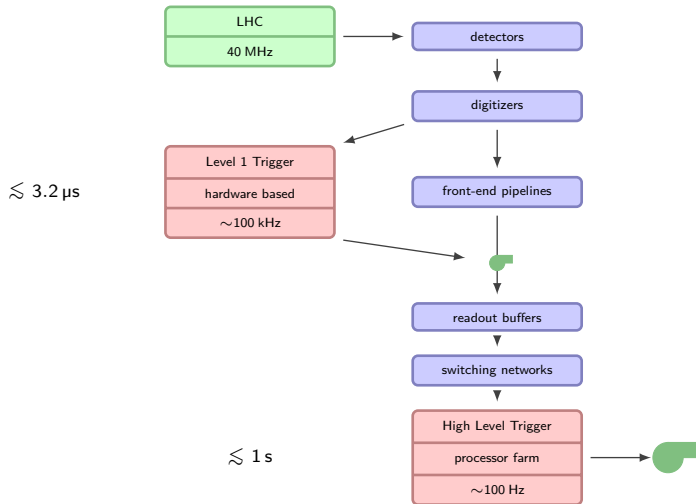 LHC
40 MHz
detectors
digitizers
Level 1 Trigger
hardware based
∼100 kHz
≲ 3.2 µs
front-end pipelines
readout buffers
switching networks
High Level Trigger
processor farm
∼100 Hz
≲ 1 s